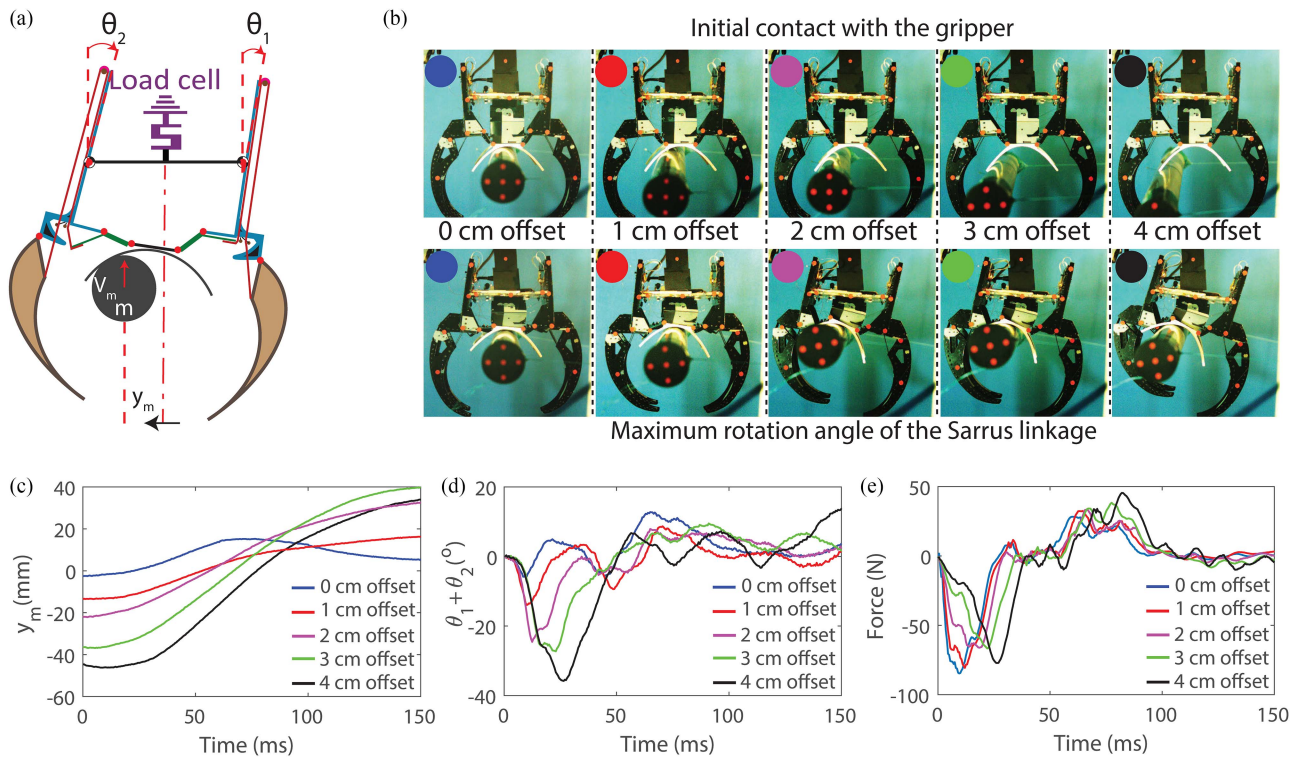 (a)
θ2
θ1
Load cell
Vm
m
ym
(b)
Initial contact with the gripper
0 cm offset
1 cm offset
2 cm offset
3 cm offset
4 cm offset
Maximum rotation angle of the Sarrus linkage
(c)
ym(mm)
40
20
0
-20
-40
-60
0
50
100
150
Time (ms)
0 cm offset
1 cm offset
2 cm offset
3 cm offset
4 cm offset
(d)
θ1 + θ2(o)
20
0
-20
-40
0
50
100
150
Time (ms)
0 cm offset
1 cm offset
2 cm offset
3 cm offset
4 cm offset
(e)
Force (N)
50
0
-50
-100
0
50
100
150
Time (ms)
0 cm offset
1 cm offset
2 cm offset
3 cm offset
4 cm offset